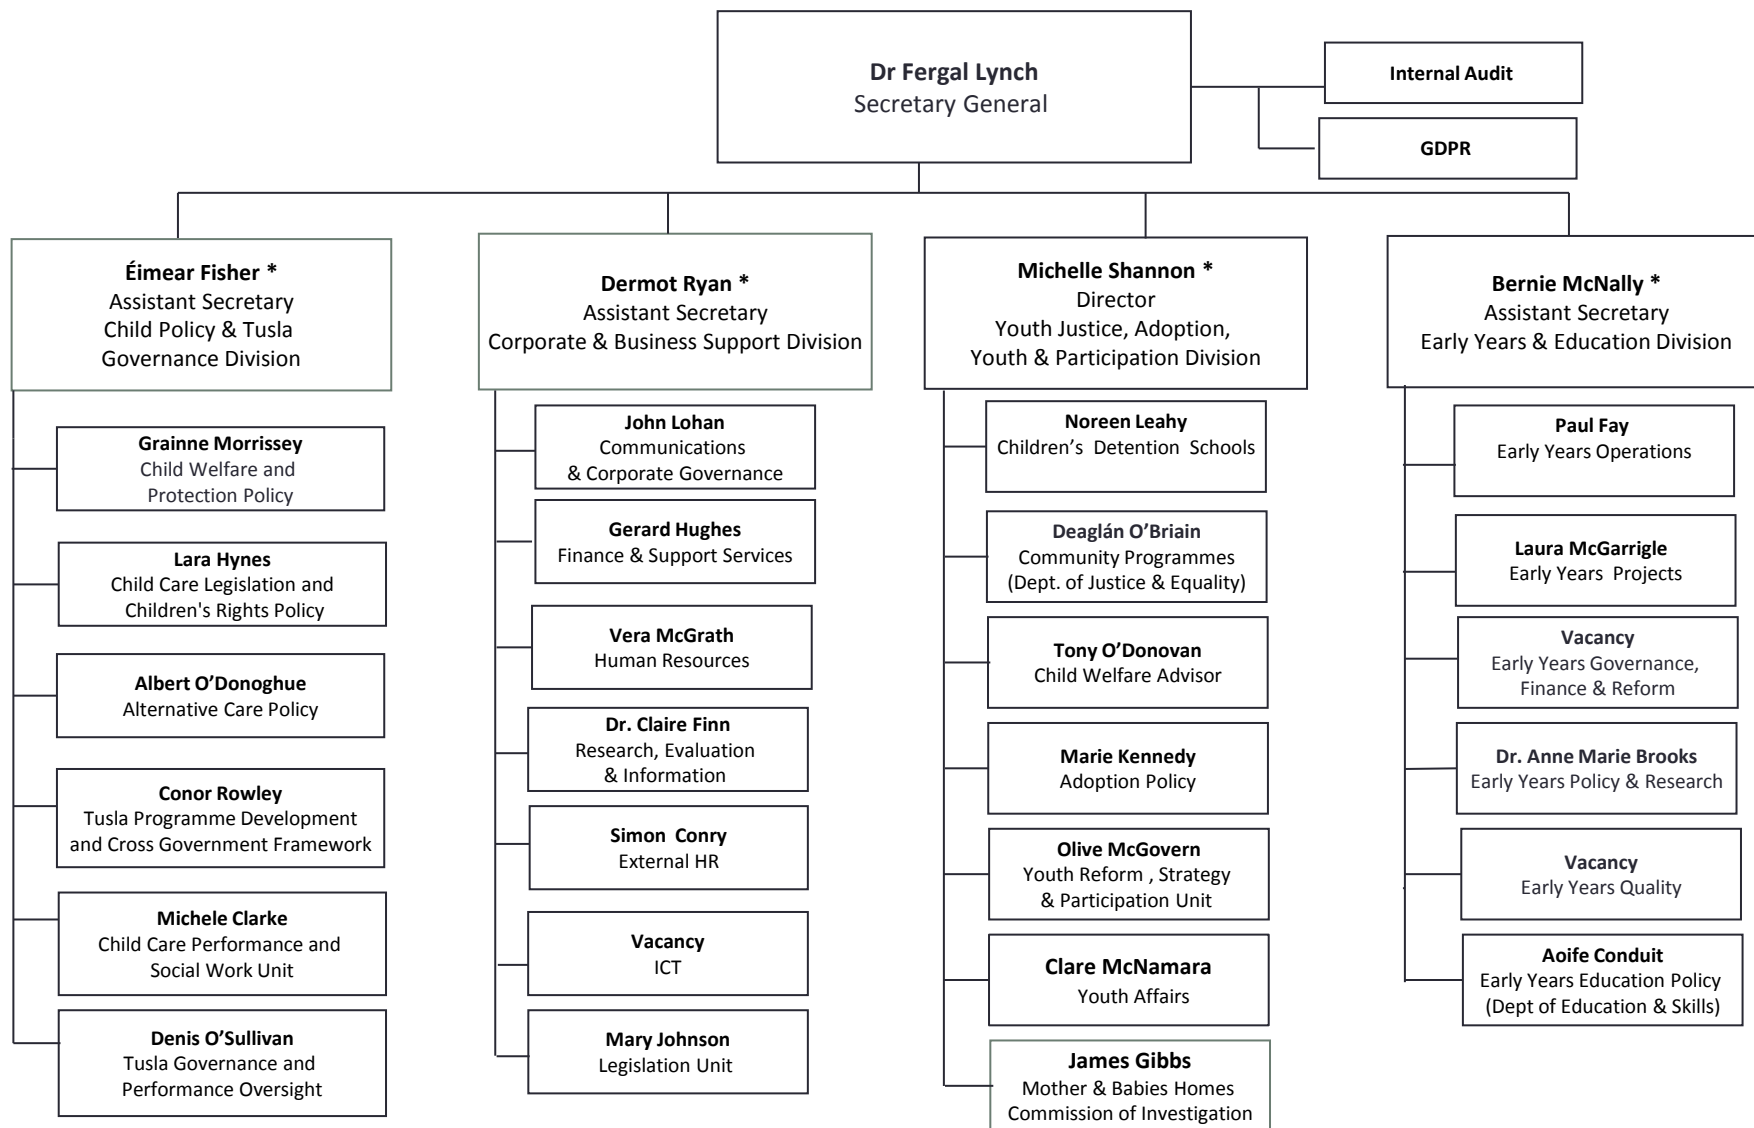 Dr Fergal Lynch
Secretary General
Internal Audit
GDPR
Éimear Fisher *
Assistant Secretary
Child Policy & Tusla
Governance Division
Grainne Morrissey
Child Welfare and
Protection Policy
Lara Hynes
Child Care Legislation and
Children's Rights Policy
Albert O’Donoghue
Alternative Care Policy
Conor Rowley
Tusla Programme Development
and Cross Government Framework
Michele Clarke
Child Care Performance and
Social Work Unit
Denis O’Sullivan
Tusla Governance and
Performance Oversight
Dermot Ryan *
Assistant Secretary
Corporate & Business Support Division
John Lohan
Communications
& Corporate Governance
Gerard Hughes
Finance & Support Services
Vera McGrath
Human Resources
Dr. Claire Finn
Research, Evaluation
& Information
Simon Conry
External HR
Vacancy
ICT
Mary Johnson
Legislation Unit
Michelle Shannon *
Director
Youth Justice, Adoption,
Youth & Participation Division
Noreen Leahy
Children’s Detention Schools
Deaglán O’Briain
Community Programmes
(Dept. of Justice & Equality)
Tony O’Donovan
Child Welfare Advisor
Marie Kennedy
Adoption Policy
Olive McGovern
Youth Reform , Strategy
& Participation Unit
Clare McNamara
Youth Affairs
James Gibbs
Mother & Babies Homes
Commission of Investigation
Bernie McNally *
Assistant Secretary
Early Years & Education Division
Paul Fay
Early Years Operations
Laura McGarrigle
Early Years Projects
Vacancy
Early Years Governance,
Finance & Reform
Dr. Anne Marie Brooks
Early Years Policy & Research
Vacancy
Early Years Quality
Aoife Conduit
Early Years Education Policy
(Dept of Education & Skills)